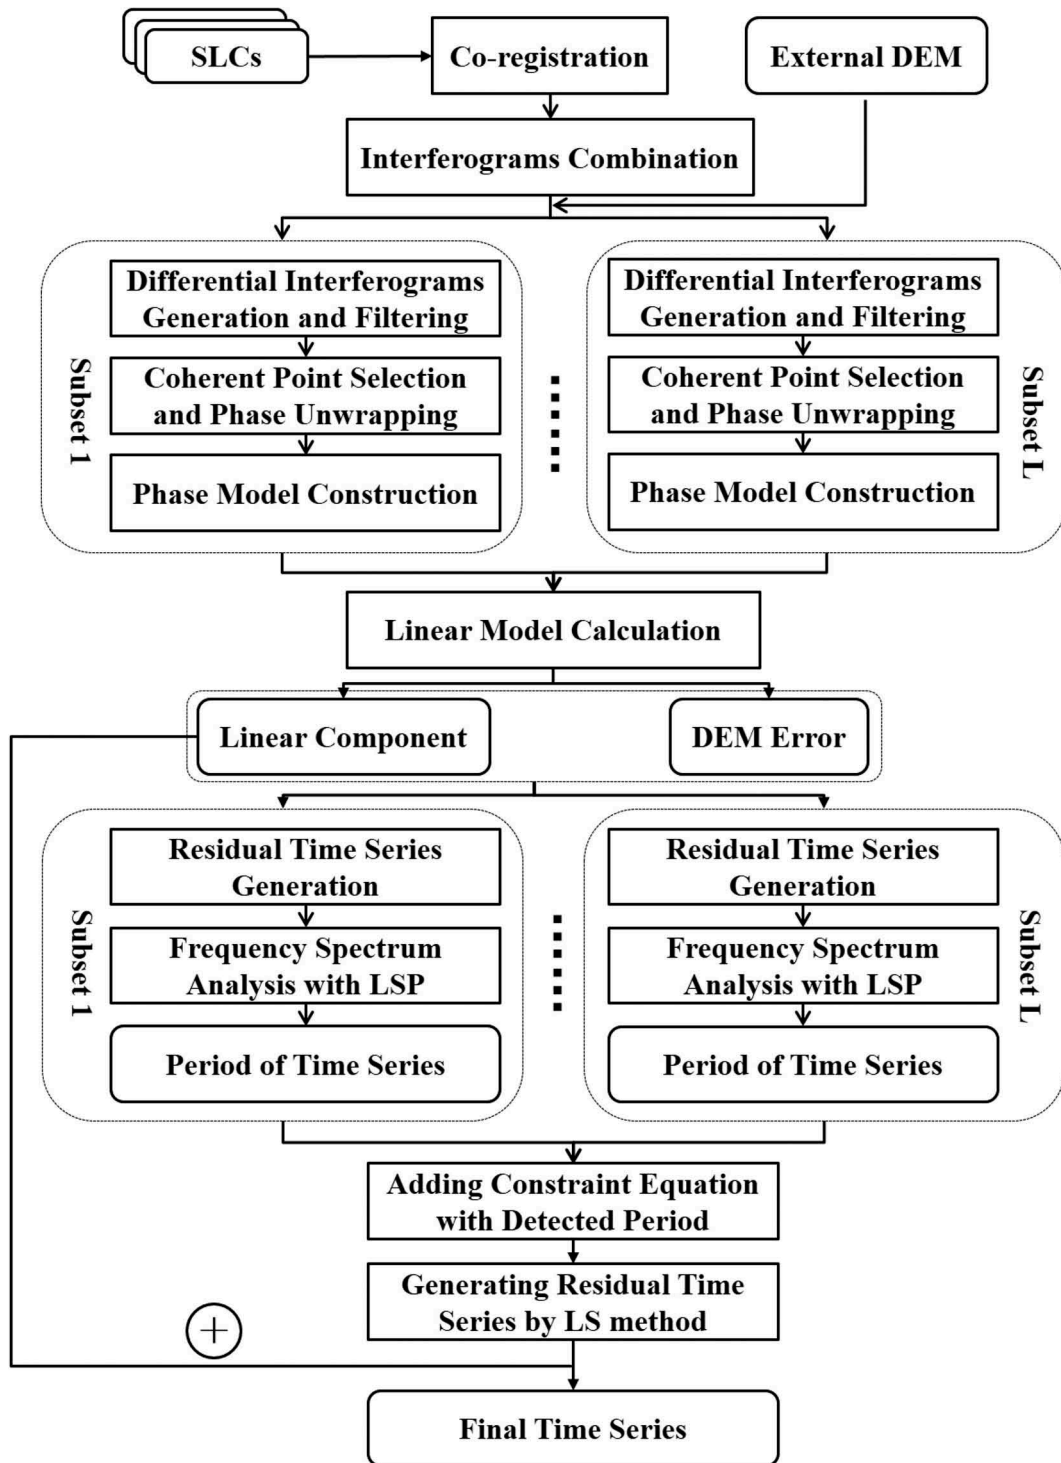 SLCs
Co-registration
External DEM
Interferograms Combination
Subset 1
Differential Interferograms
Generation and Filtering
Coherent Point Selection
and Phase Unwrapping
Phase Model Construction
Differential Interferograms
Generation and Filtering
Coherent Point Selection
and Phase Unwrapping
Phase Model Construction
Subset L
Linear Model Calculation
Linear Component
DEM Error
Subset 1
Residual Time Series
Generation
Frequency Spectrum
Analysis with LSP
Period of Time Series
Residual Time Series
Generation
Frequency Spectrum
Analysis with LSP
Period of Time Series
Subset L
Adding Constraint Equation
with Detected Period
Generating Residual Time
Series by LS method
+
Final Time Series